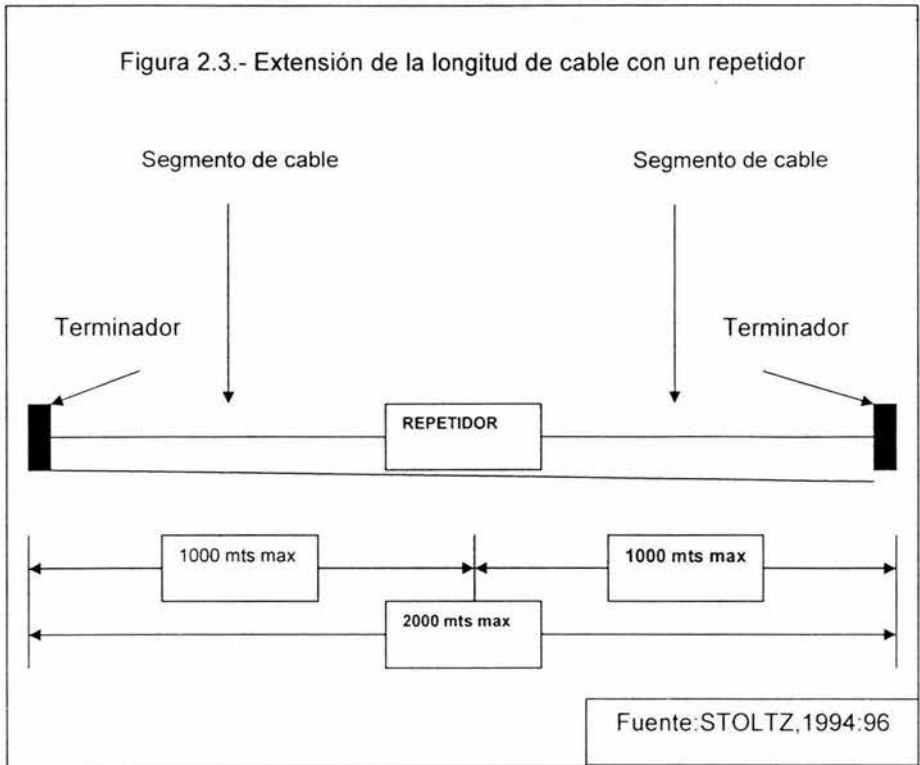 Figura 2.3.- Extensión de la longitud de cable con un repetidor
Segmento de cable
Segmento de cable
Terminador
Terminador
REPETIDOR
1000 mts max
1000 mts max
2000 mts max
Fuente:STOLTZ,1994:96